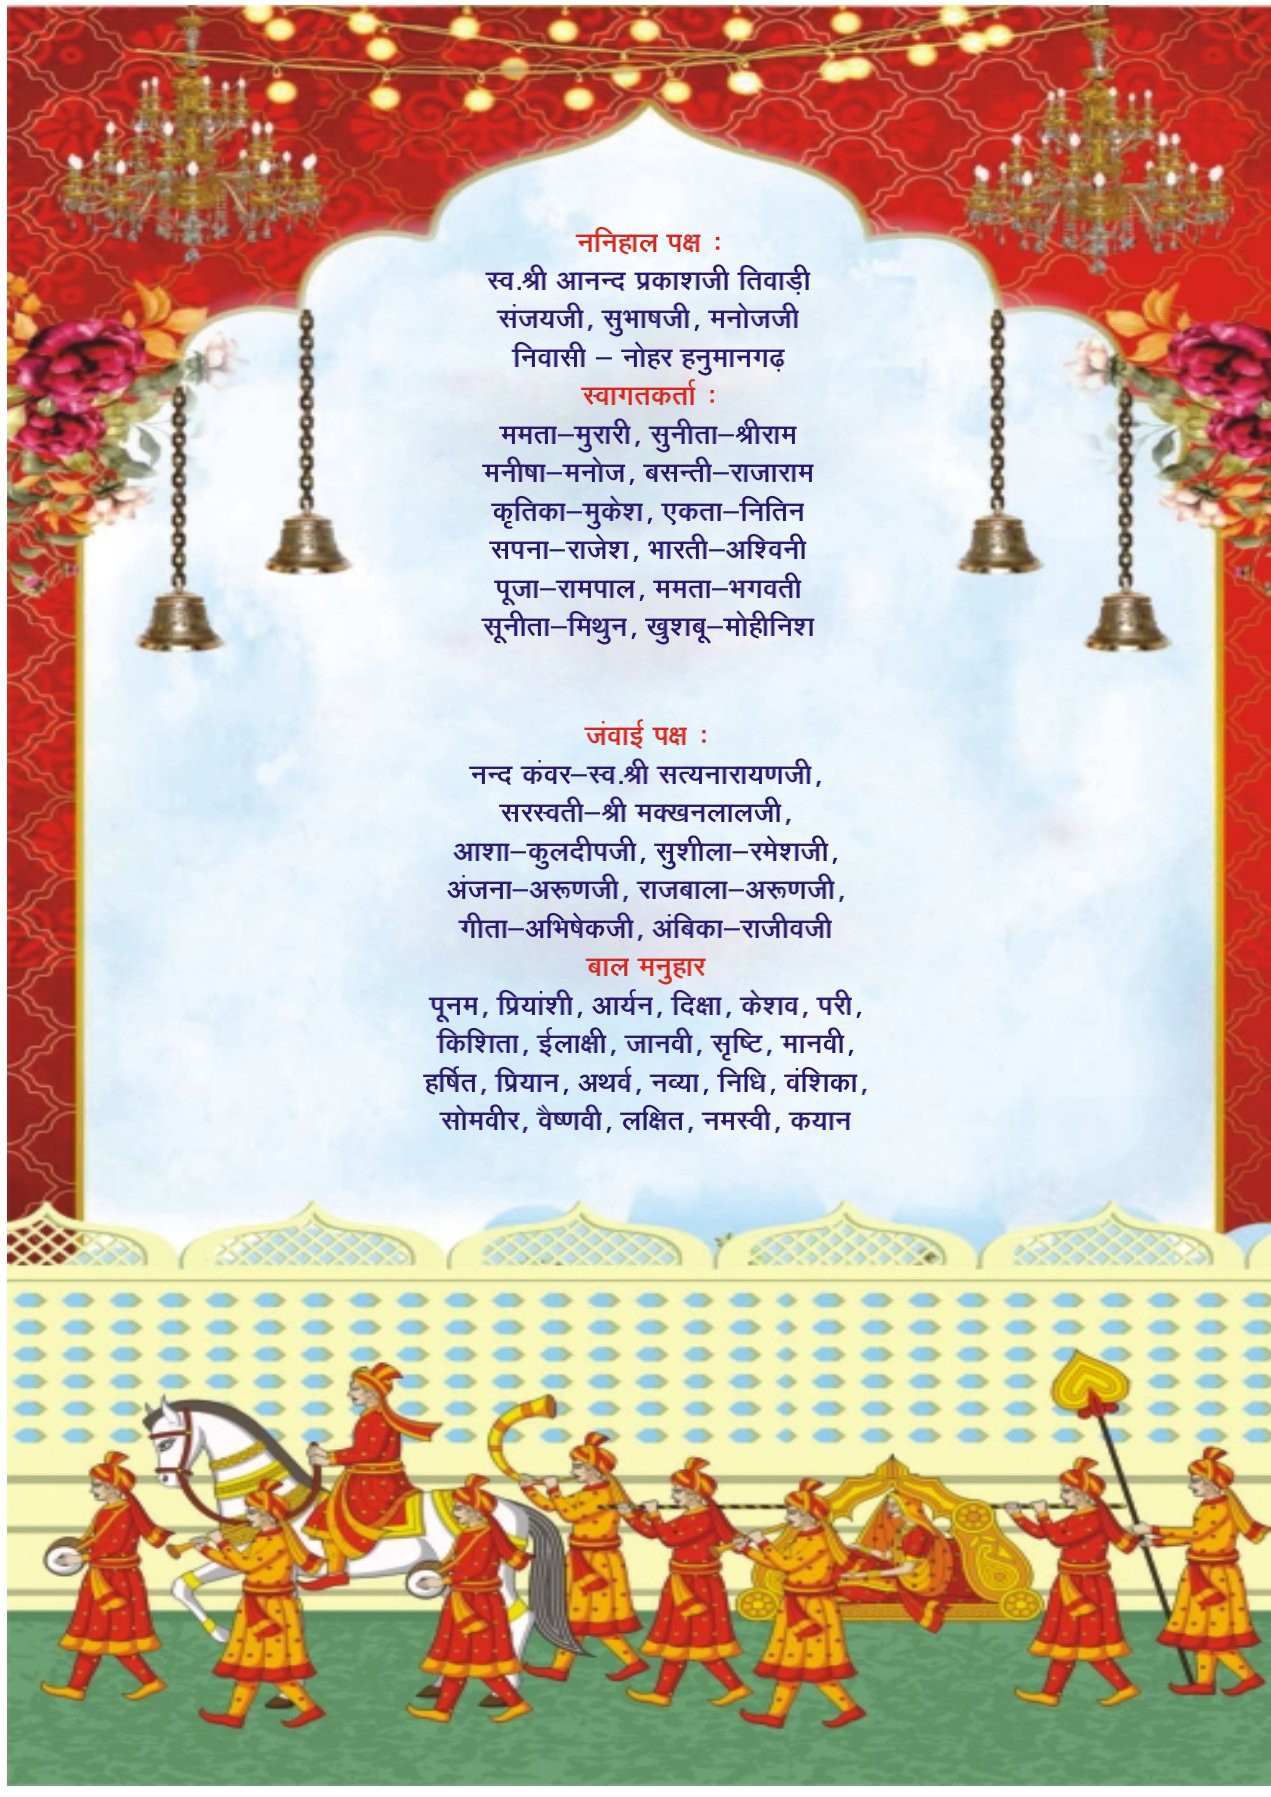 ननिहाल पक्ष :
स्व.श्री आनन्द प्रकाशजी तिवाड़ी
संजयजी, सुभाषजी, मनोजजी
निवासी – नोहर हनुमानगढ़
स्वागतकर्ता :
ममता–मुरारी, सुनीता–श्रीराम
मनीषा–मनोज, बसन्ती–राजाराम
कृतिका–मुकेश, एकता–नितिन
सपना–राजेश, भारती–अश्विनी
पूजा–रामपाल, ममता–भगवती
सूनीता–मिथुन, खुशबू–मोहीनिश
जंवाई पक्ष :
नन्द कंवर–स्व.श्री सत्यनारायणजी,
सरस्वती–श्री मक्खनलालजी,
आशा–कुलदीपजी, सुशीला–रमेशजी,
अंजना–अरूणजी, राजबाला–अरूणजी,
गीता–अभिषेकजी, अंबिका–राजीवजी
बाल मनुहार
पूनम, प्रियांशी, आर्यन, दिक्षा, केशव, परी,
किशिता, ईलाक्षी, जानवी, सृष्टि, मानवी,
हर्षित, प्रियान, अथर्व, नव्या, निधि, वंशिका,
सोमवीर, वैष्णवी, लक्षित, नमस्वी, कयान